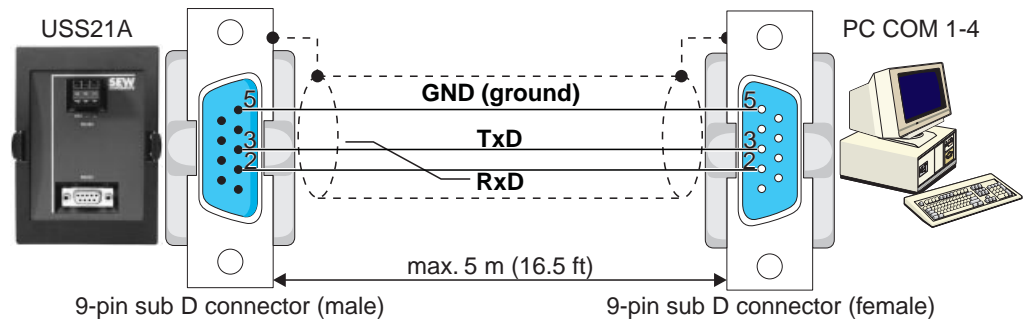 USS21A
PC COM 1-4
SEW
GND (ground)
5
5
TxD
3
3
2
2
RxD
max. 5 m (16.5 ft)
9-pin sub D connector (male)
9-pin sub D connector (female)